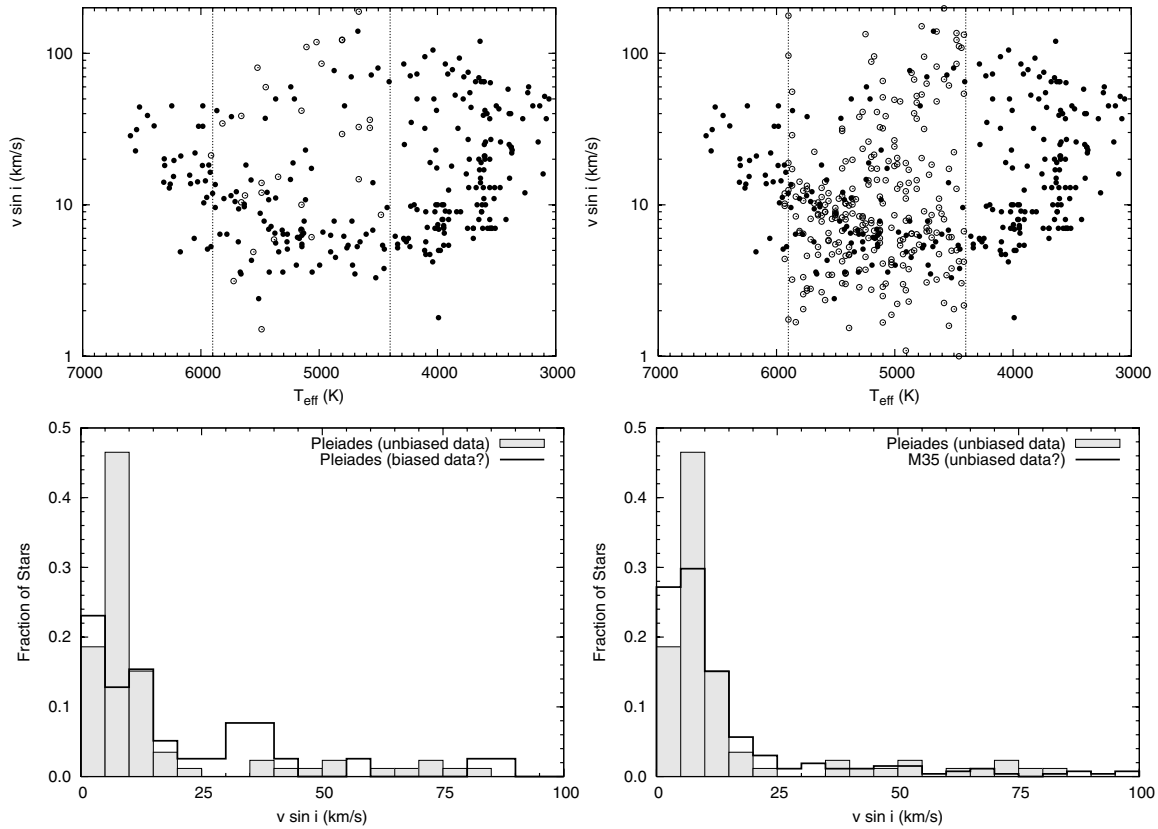 100
10
1
v sin i (km/s)
7000 6000 5000 4000 3000
T_eff (K)
100
10
1
v sin i (km/s)
7000 6000 5000 4000 3000
T_eff (K)
0.5
0.4
0.3
0.2
0.1
0.0
Fraction of Stars
Pleiades (unbiased data)
Pleiades (biased data?)
0 25 50 75 100
v sin i (km/s)
0.5
0.4
0.3
0.2
0.1
0.0
Fraction of Stars
Pleiades (unbiased data)
M35 (unbiased data?)
0 25 50 75 100
v sin i (km/s)